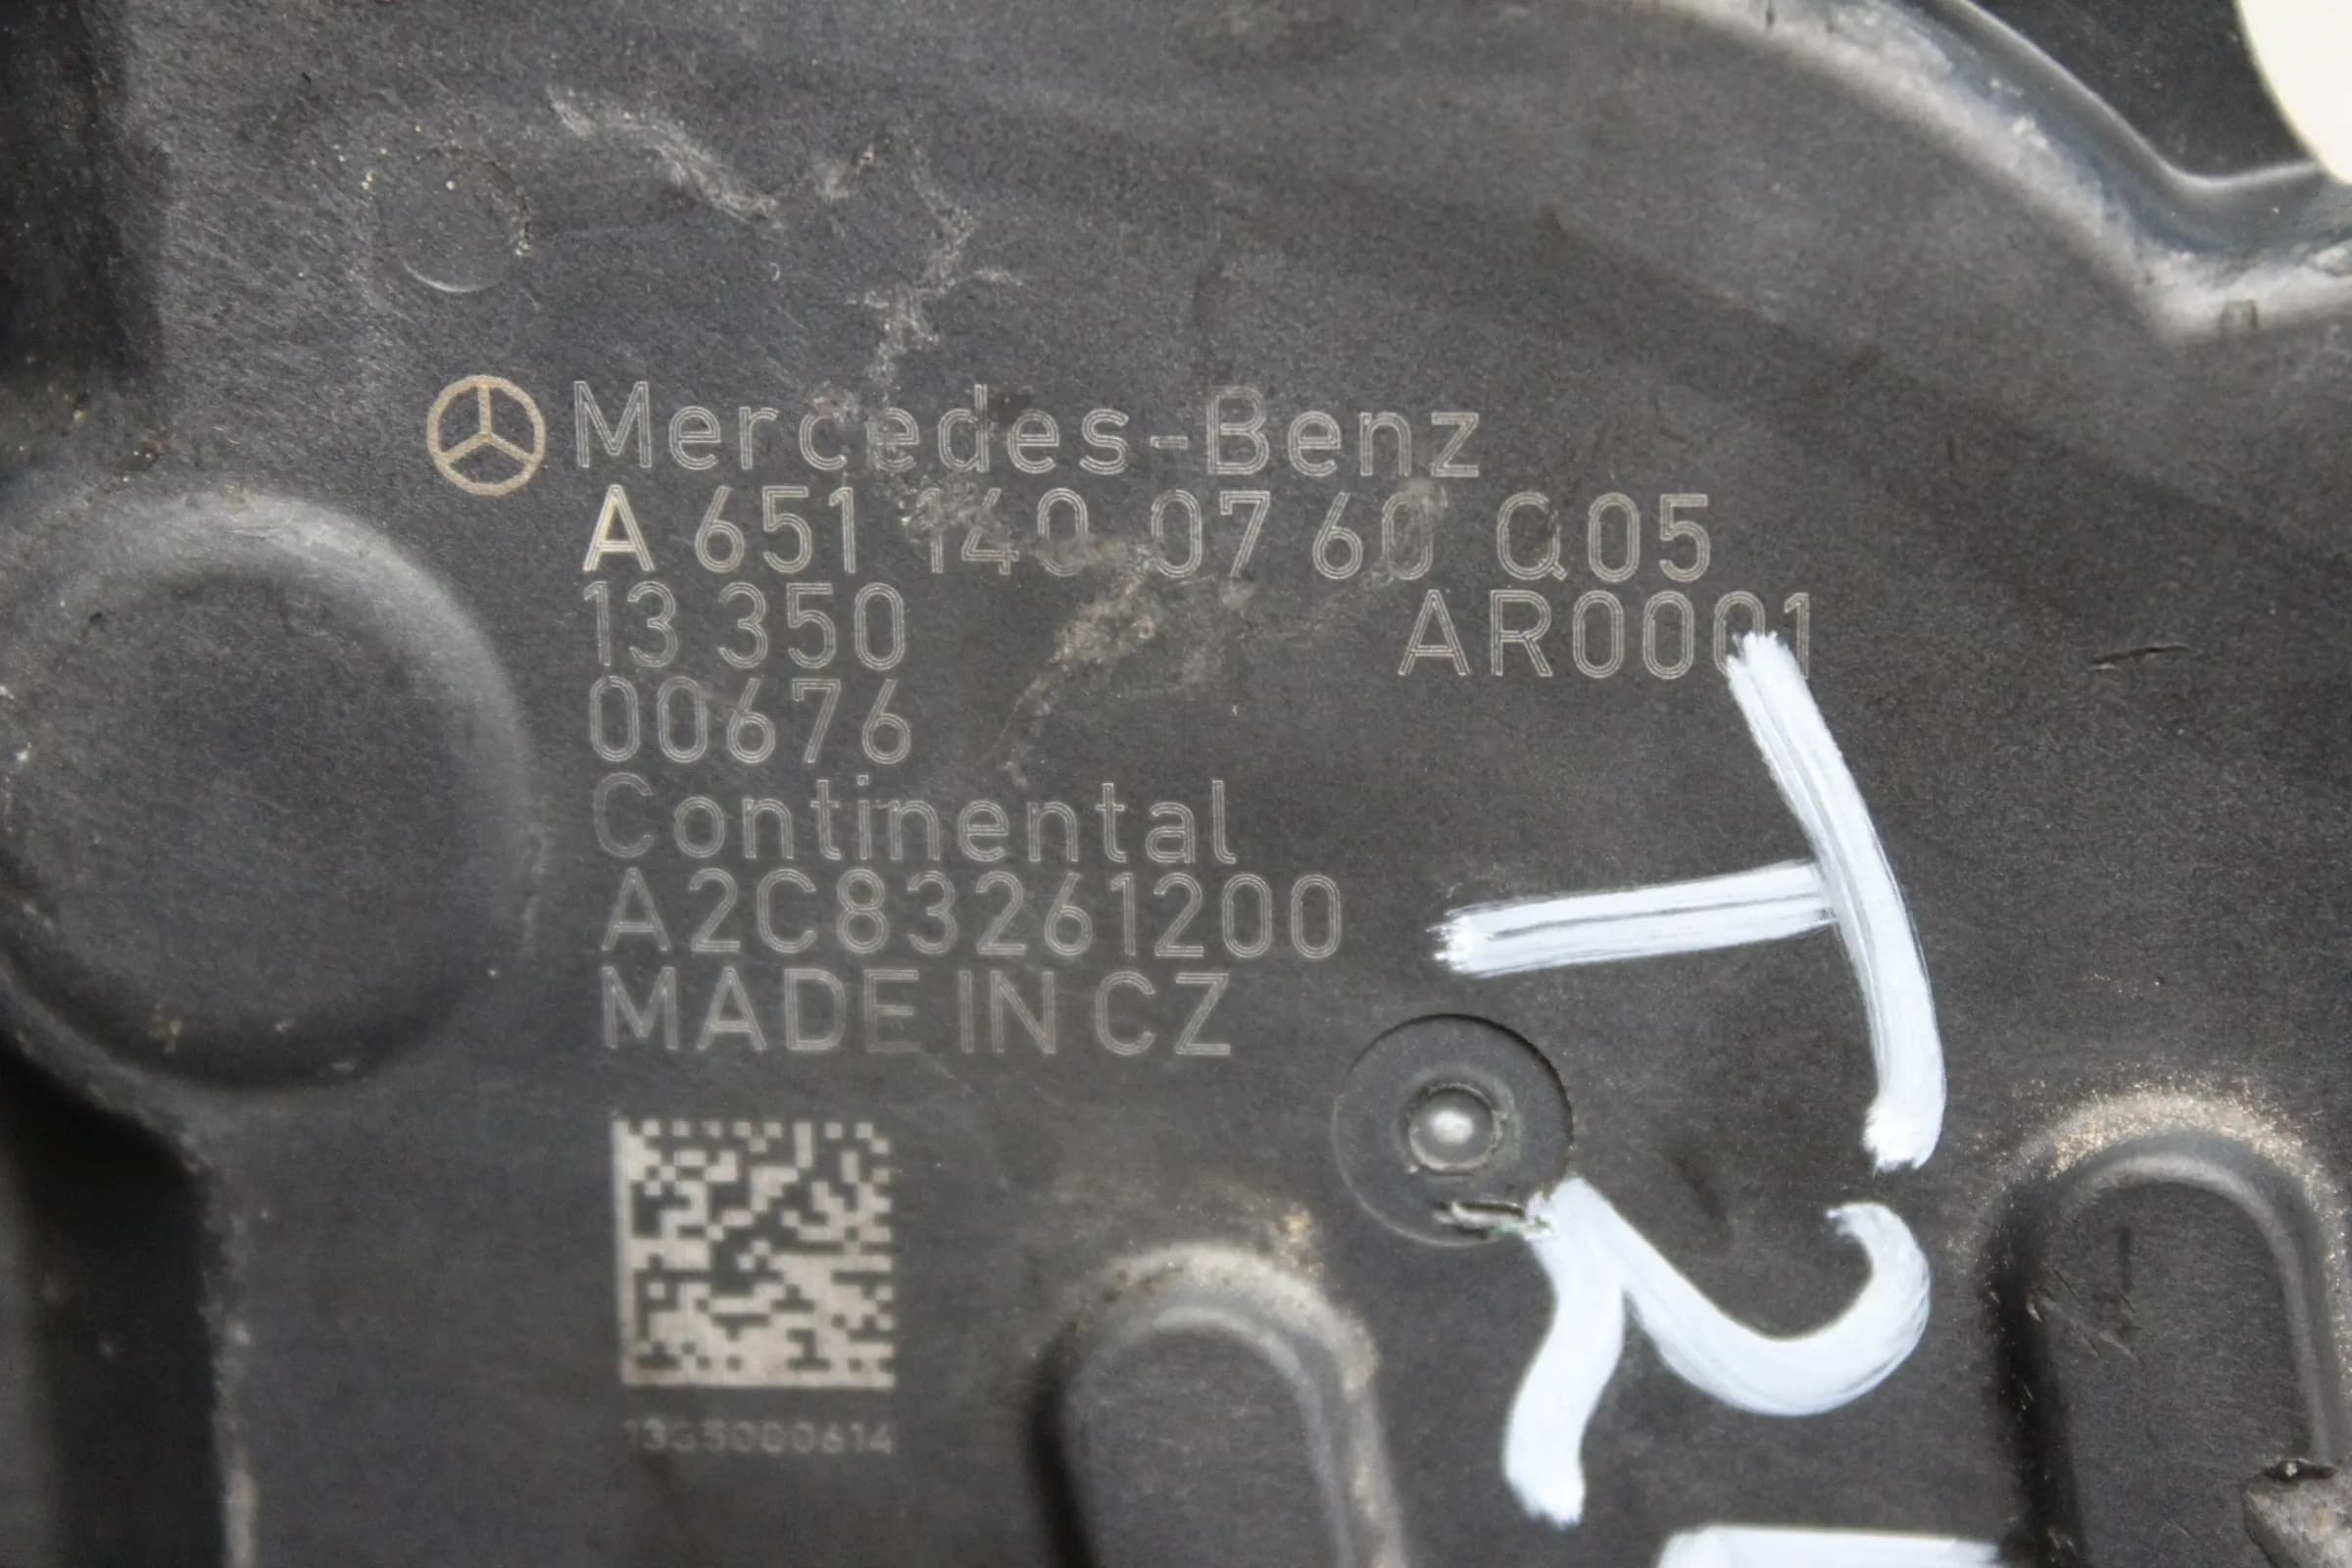 Mercedes-Benz
A 651 140 07 60 Q05
13 350 AR0001
00676
Continental
A2C83261200
MADE IN CZ